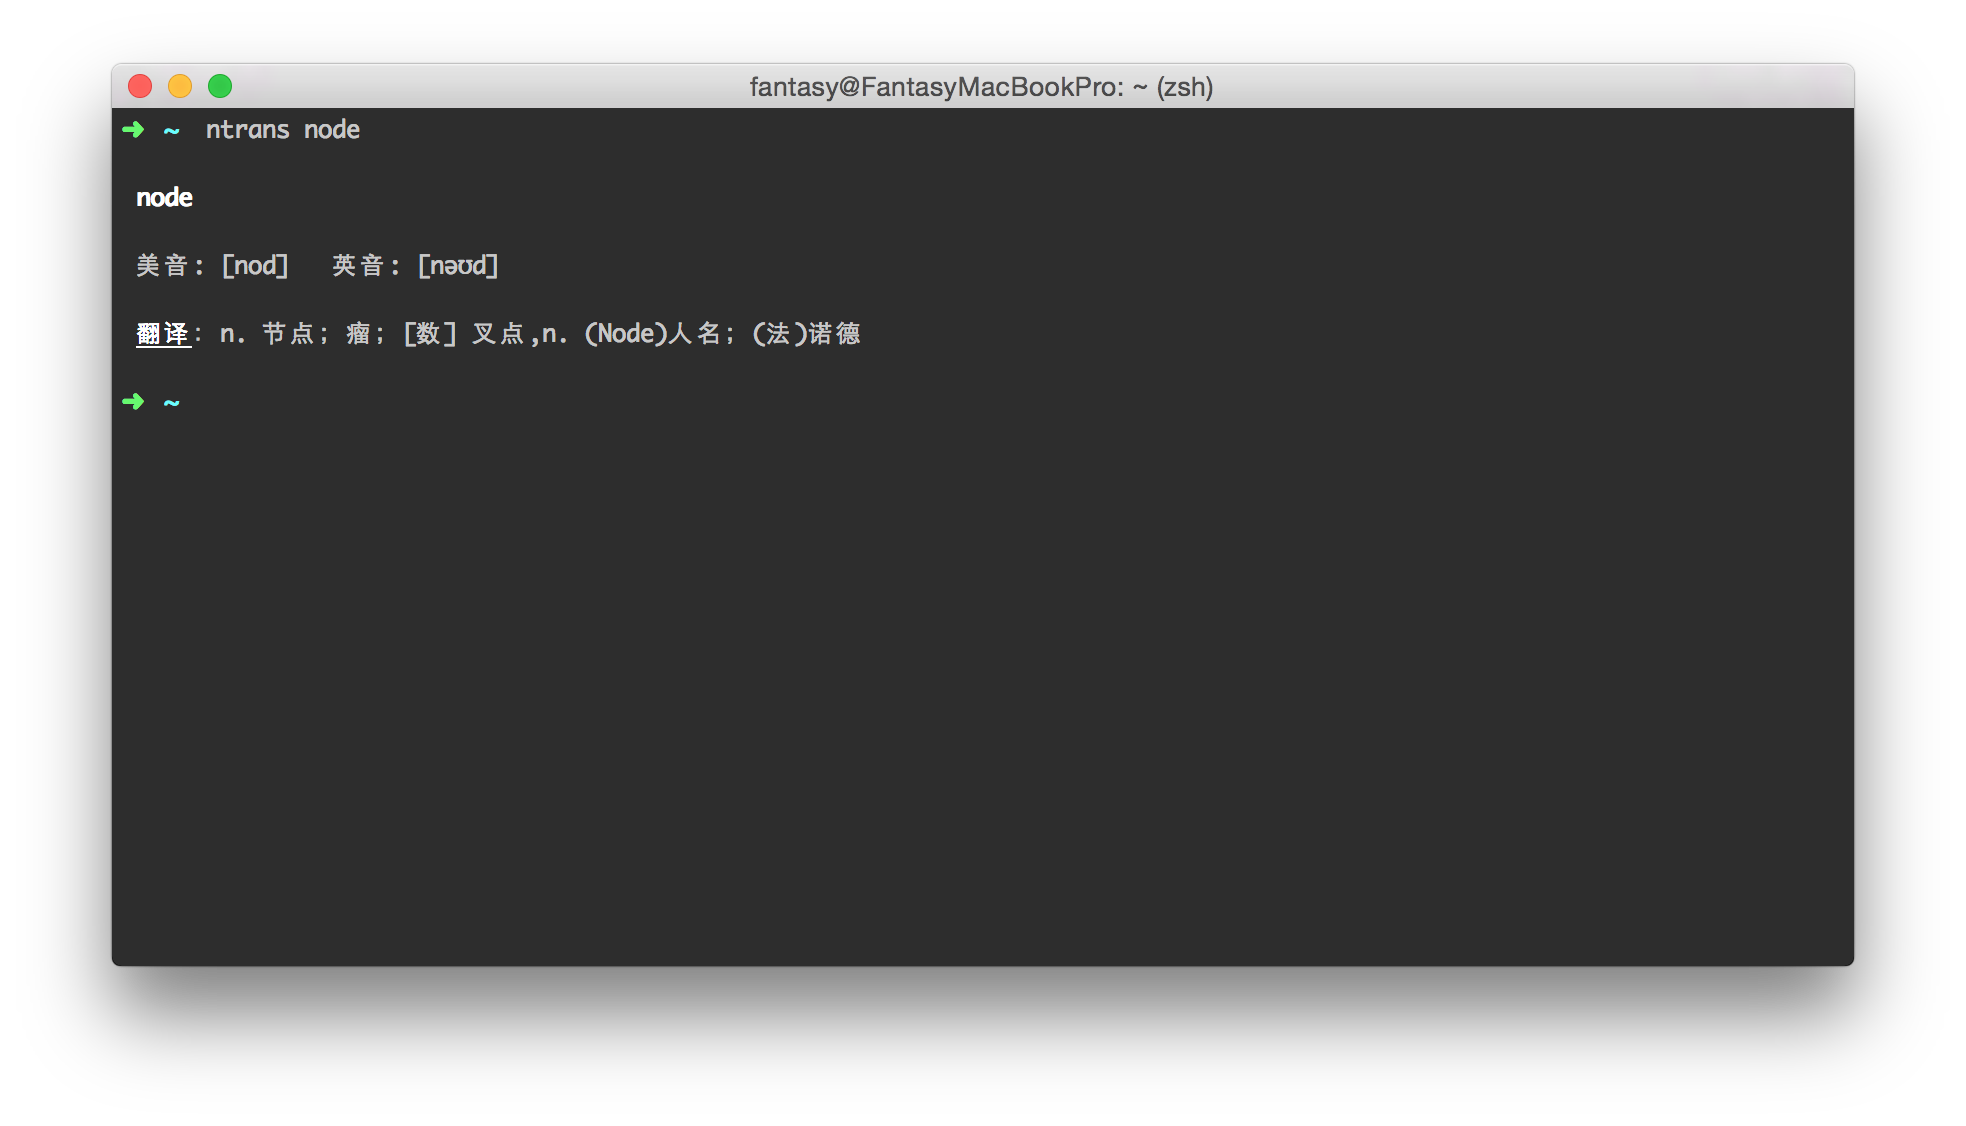 fantasy@FantasyMacBookPro: ~ (zsh)
➜ ~ ntrans node
node
美音: [nod] 英音: [nəʊd]
翻译: n. 节点; 瘤; [数] 叉点,n. (Node)人名; (法)诺德
➜ ~